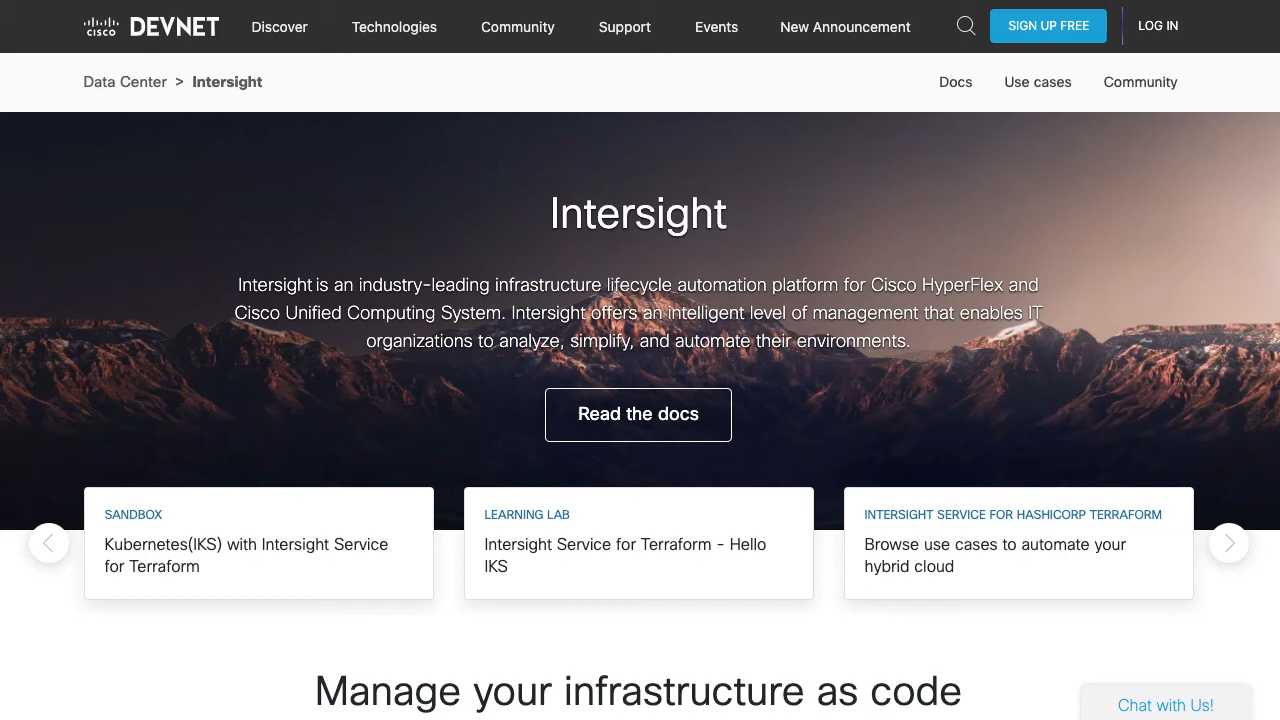 CISCO DEVNET Discover Technologies Community Support Events New Announcement SIGN UP FREE LOG IN
Data Center > Intersight Docs Use cases Community
Intersight
Intersight is an industry-leading infrastructure lifecycle automation platform for Cisco HyperFlex and
Cisco Unified Computing System. Intersight offers an intelligent level of management that enables IT
organizations to analyze, simplify, and automate their environments.
Read the docs
SANDBOX
Kubernetes(IKS) with Intersight Service
for Terraform
LEARNING LAB
Intersight Service for Terraform - Hello
IKS
INTERSIGHT SERVICE FOR HASHICORP TERRAFORM
Browse use cases to automate your
hybrid cloud
Manage your infrastructure as code
Chat with Us!